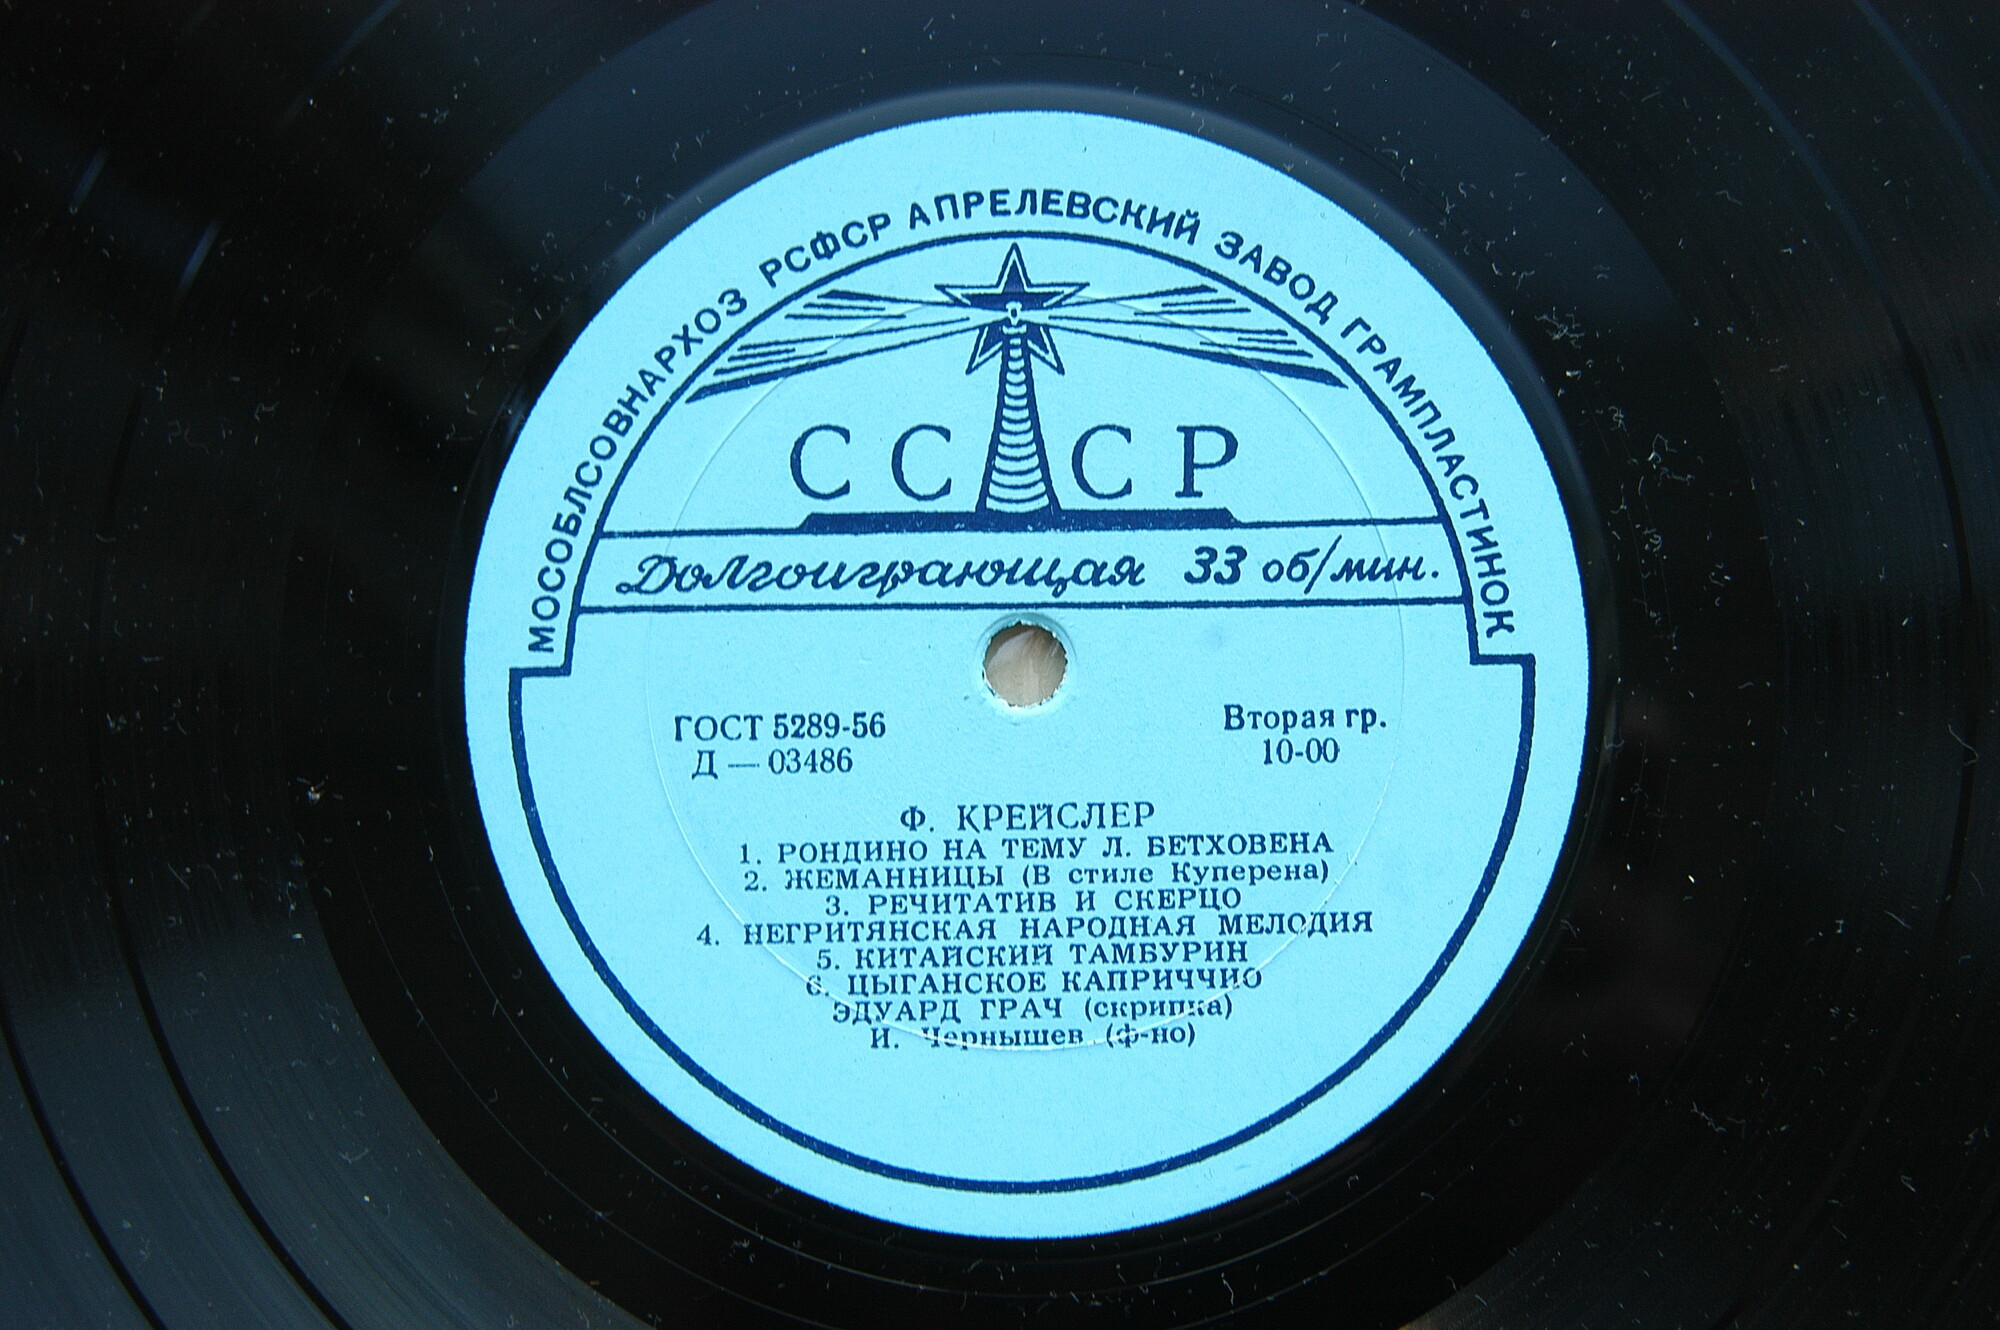 МОСОБЛСОВНАРХОЗ РСФСР АПРЕЛЕВСКИЙ ЗАВОД ГРАМПЛАСТИНОК
СССР
Долгоиграющая 33 об/мин.
ГОСТ 5289-56
Д — 03486
Вторая гр.
10-00
Ф. КРЕЙСЛЕР
1. РОНДИНО НА ТЕМУ Л. БЕТХОВЕНА
2. ЖЕМАННИЦЫ (В стиле Куперена)
3. РЕЧИТАТИВ И СКЕРЦО
4. НЕГРИТЯНСКАЯ НАРОДНАЯ МЕЛОДИЯ
5. КИТАЙСКИЙ ТАМБУРИН
6. ЦЫГАНСКОЕ КАПРИЧЧИО
ЭДУАРД ГРАЧ (скрипка)
И. Чернышев (ф-но)